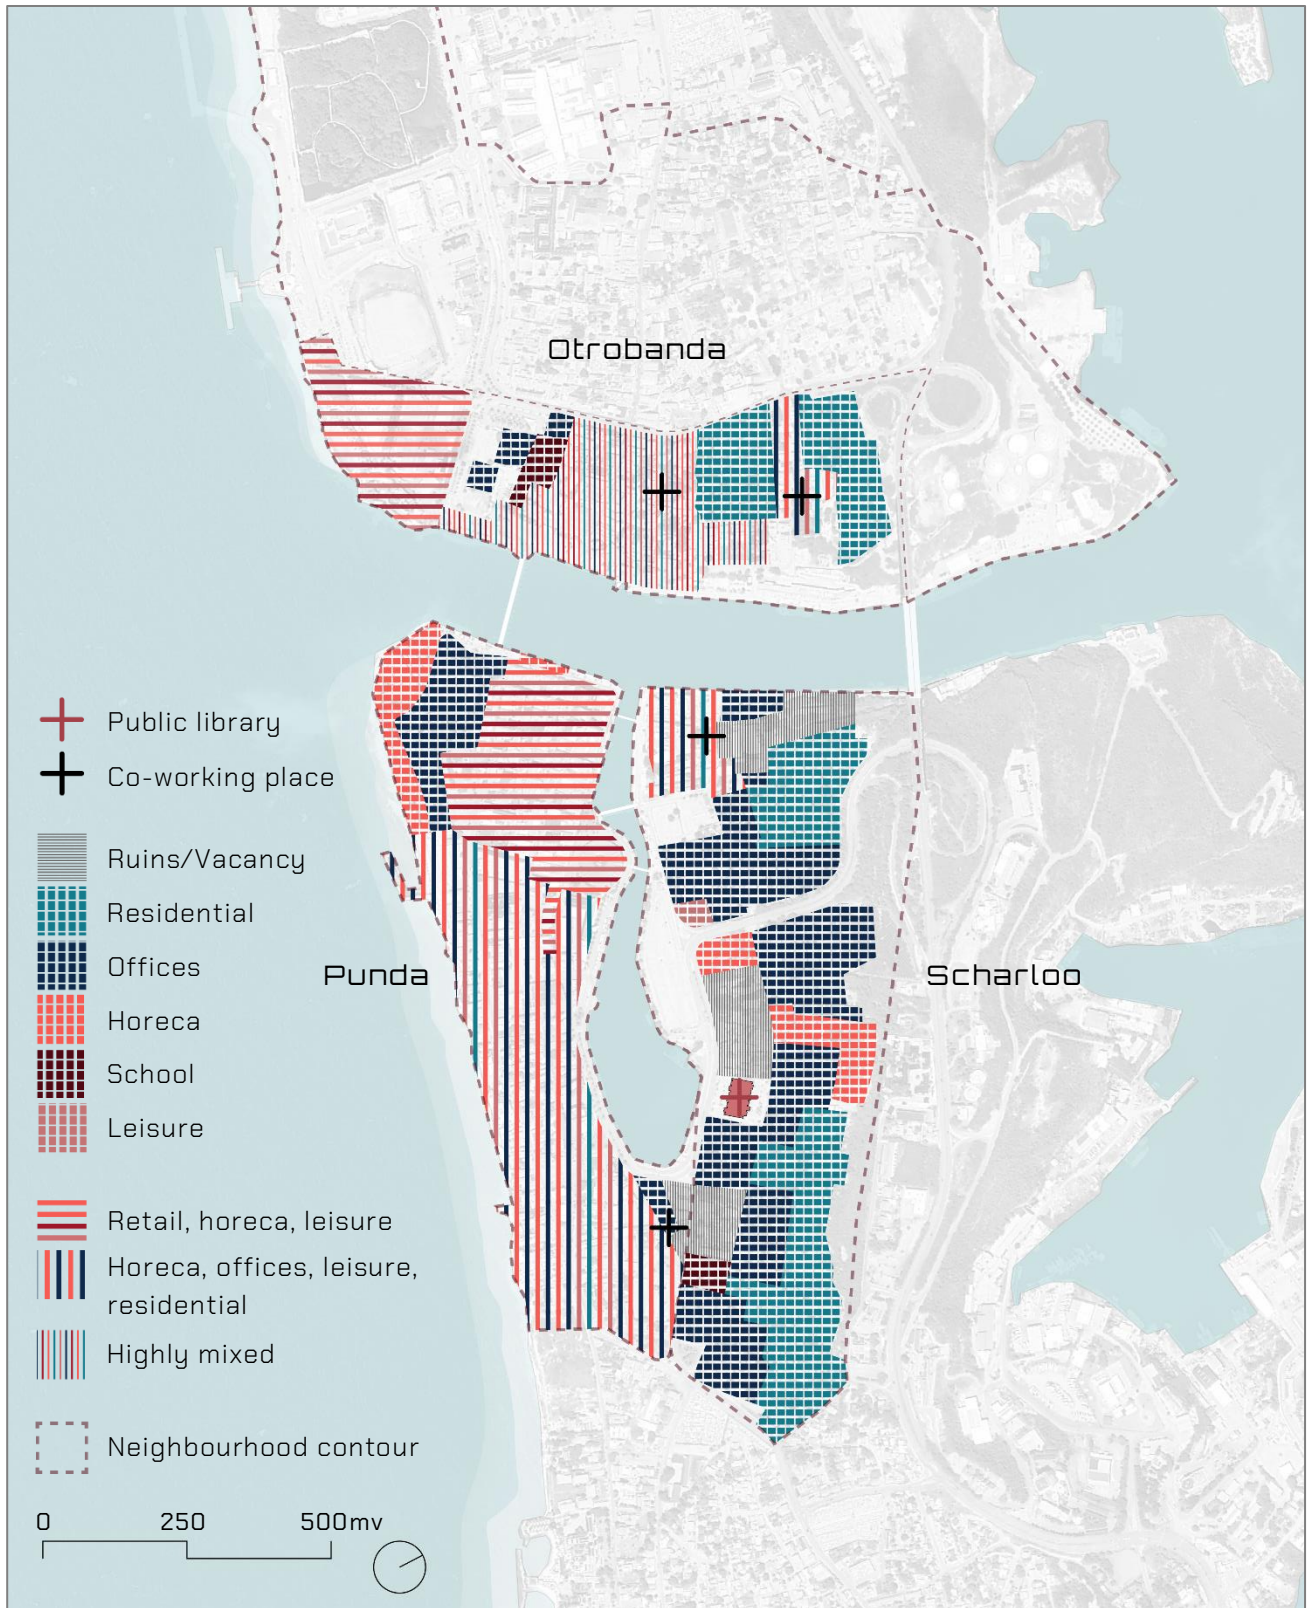 Otrobanda
Public library
Co-working place
Ruins/Vacancy
Residential
Offices
Punda
Scharloo
Horeca
School
Leisure
Retail, horeca, leisure
Horeca, offices, leisure,
residential
Highly mixed
Neighbourhood contour
0 250 500mv